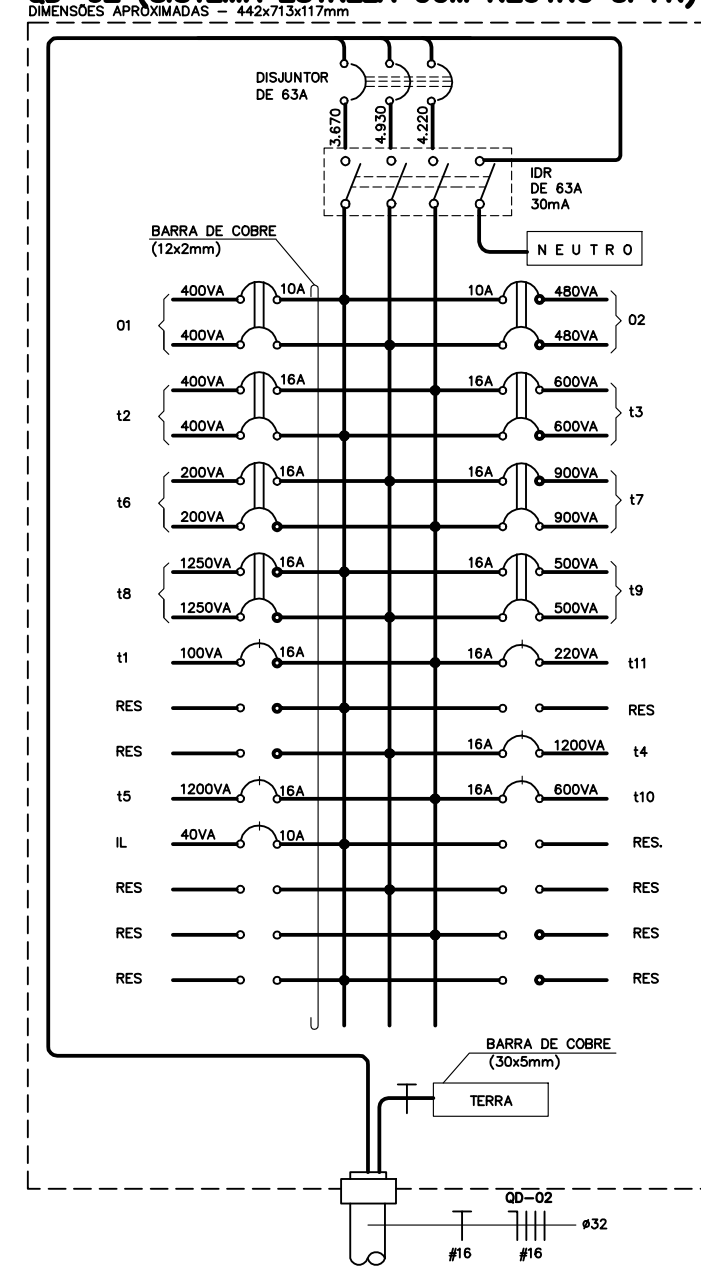 DIMENSÕES APROXIMADAS - 442x713x117mm
DISJUNTOR
DE 63A
3.670
4.930
4.220
IDR
DE 63A
30mA
NEUTRO
BARRA DE COBRE
(12x2mm)
01 400VA 10A 10A 480VA 02
400VA 480VA
t2 400VA 16A 16A 600VA t3
400VA 600VA
t6 200VA 16A 16A 900VA t7
200VA 900VA
t8 1250VA 16A 16A 500VA t9
1250VA 500VA
t1 100VA 16A 16A 220VA t11
RES RES
RES 16A 1200VA t4
t5 1200VA 16A 16A 600VA t10
IL 40VA 10A RES.
RES RES
RES RES
RES RES
BARRA DE COBRE
(30x5mm)
TERRA
QD-02
ø32
#16 #16